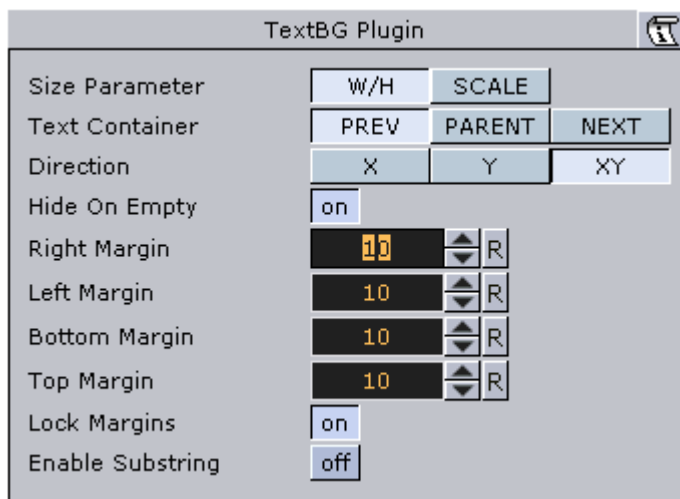 TextBG Plugin
Size Parameter W/H SCALE
Text Container PREV PARENT NEXT
Direction X Y XY
Hide On Empty on
Right Margin 10 R
Left Margin 10 R
Bottom Margin 10 R
Top Margin 10 R
Lock Margins on
Enable Substring off